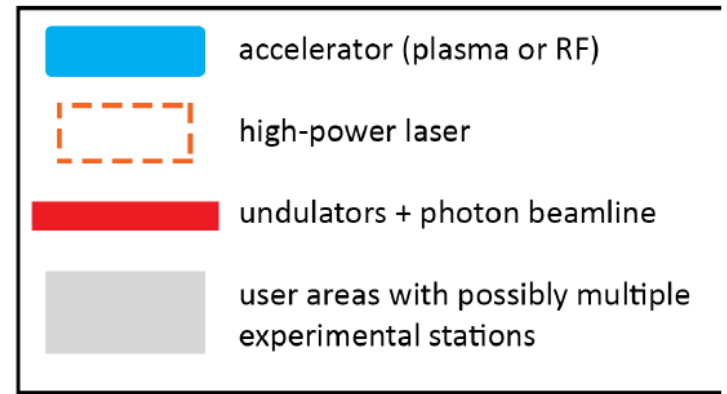 accelerator (plasma or RF)
high-power laser
undulators + photon beamline
user areas with possibly multiple
experimental stations